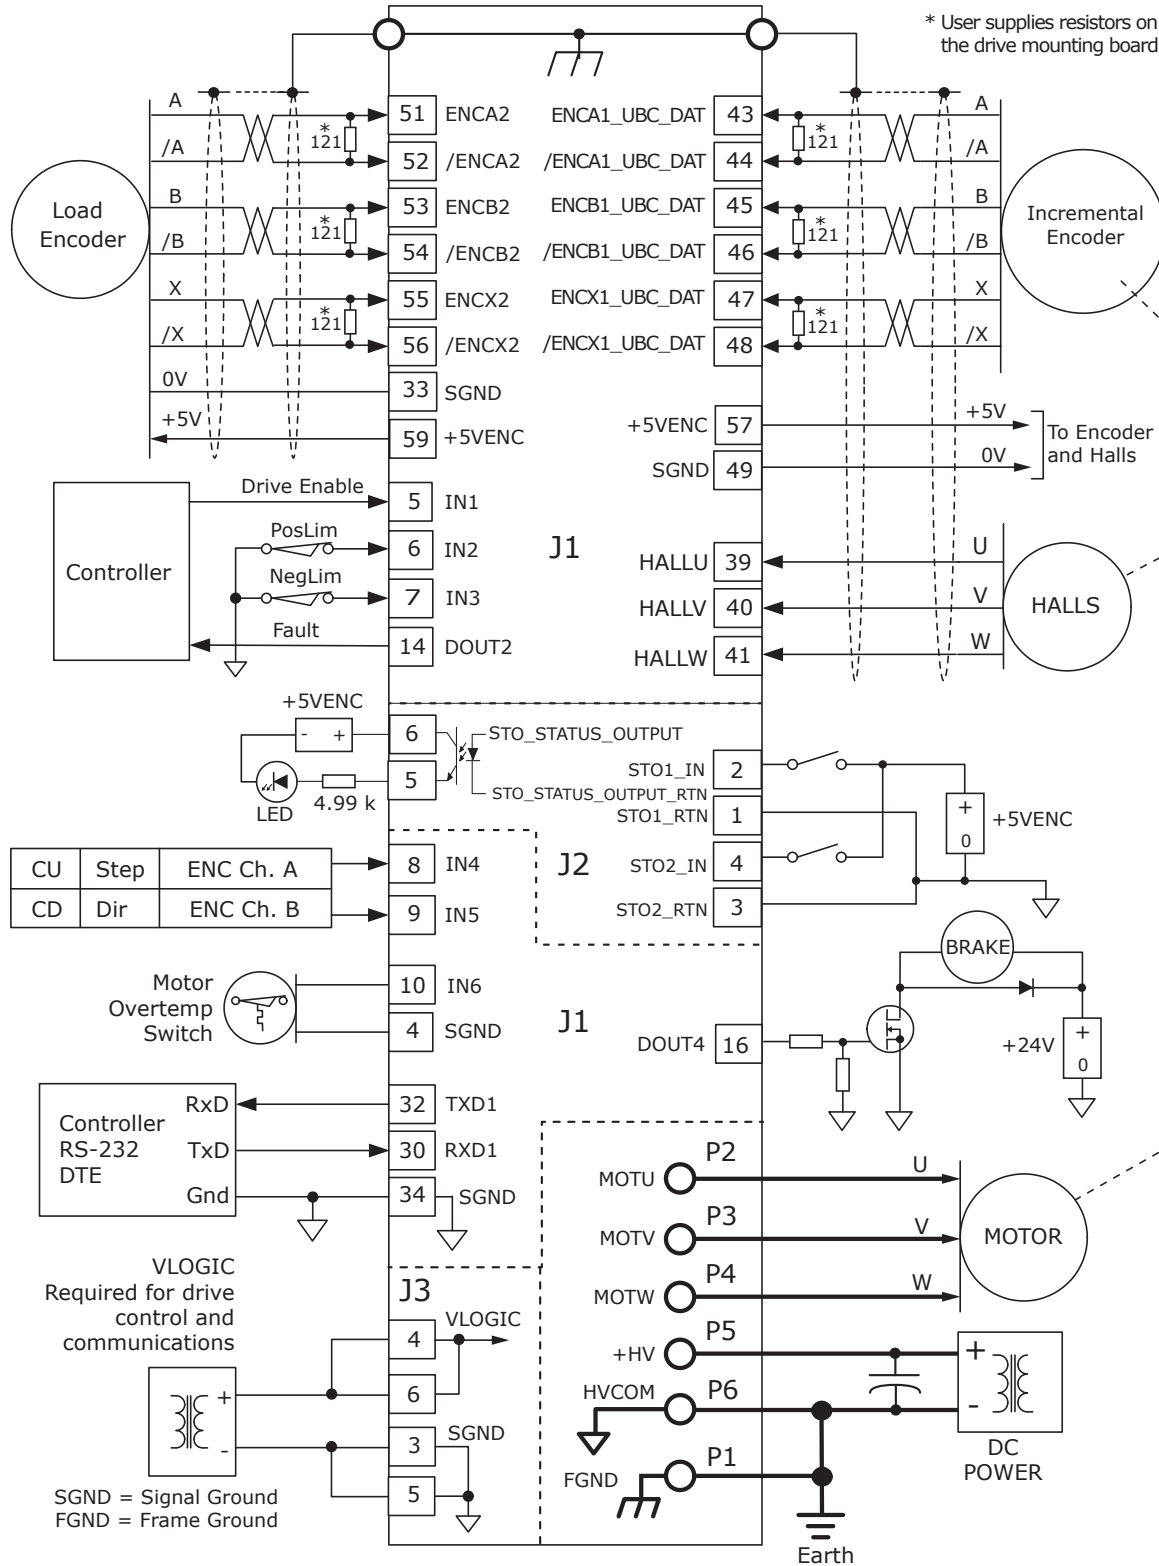 * User supplies resistors on
the drive mounting board
Load
Encoder
A
/A
B
/B
X
/X
0V
+5V
*
121
*
121
*
121
51 ENCA2
52 /ENCA2
53 ENCB2
54 /ENCB2
55 ENCX2
56 /ENCX2
33 SGND
59 +5VENC
ENCA1_UBC_DAT 43
/ENCA1_UBC_DAT 44
ENCB1_UBC_DAT 45
/ENCB1_UBC_DAT 46
ENCX1_UBC_DAT 47
/ENCX1_UBC_DAT 48
*
121
*
121
*
121
A
/A
B
/B
X
/X
Incremental
Encoder
+5VENC 57
SGND 49
+5V
0V
To Encoder
and Halls
Controller
Drive Enable
PosLim
NegLim
Fault
5 IN1
6 IN2
7 IN3
14 DOUT2
J1
HALLU 39
HALLV 40
HALLW 41
U
V
W
HALLS
+5VENC
- +
LED
4.99 k
6
5
STO_STATUS_OUTPUT
STO_STATUS_OUTPUT_RTN
STO1_IN 2
STO1_RTN 1
STO2_IN 4
STO2_RTN 3
+
0
+5VENC
J2
CU Step ENC Ch. A
CD Dir ENC Ch. B
8 IN4
9 IN5
Motor
Overtemp
Switch
10 IN6
4 SGND
J1
DOUT4 16
BRAKE
+24V
+
0
Controller
RS-232
DTE
RxD
TxD
Gnd
32 TXD1
30 RXD1
34 SGND
MOTU P2
MOTV P3
MOTW P4
+HV P5
HVCOM P6
FGND P1
U
V
W
MOTOR
VLOGIC
Required for drive
control and
communications
+
-
J3
4 VLOGIC
6
3 SGND
5
+
-
DC
POWER
SGND = Signal Ground
FGND = Frame Ground
Earth